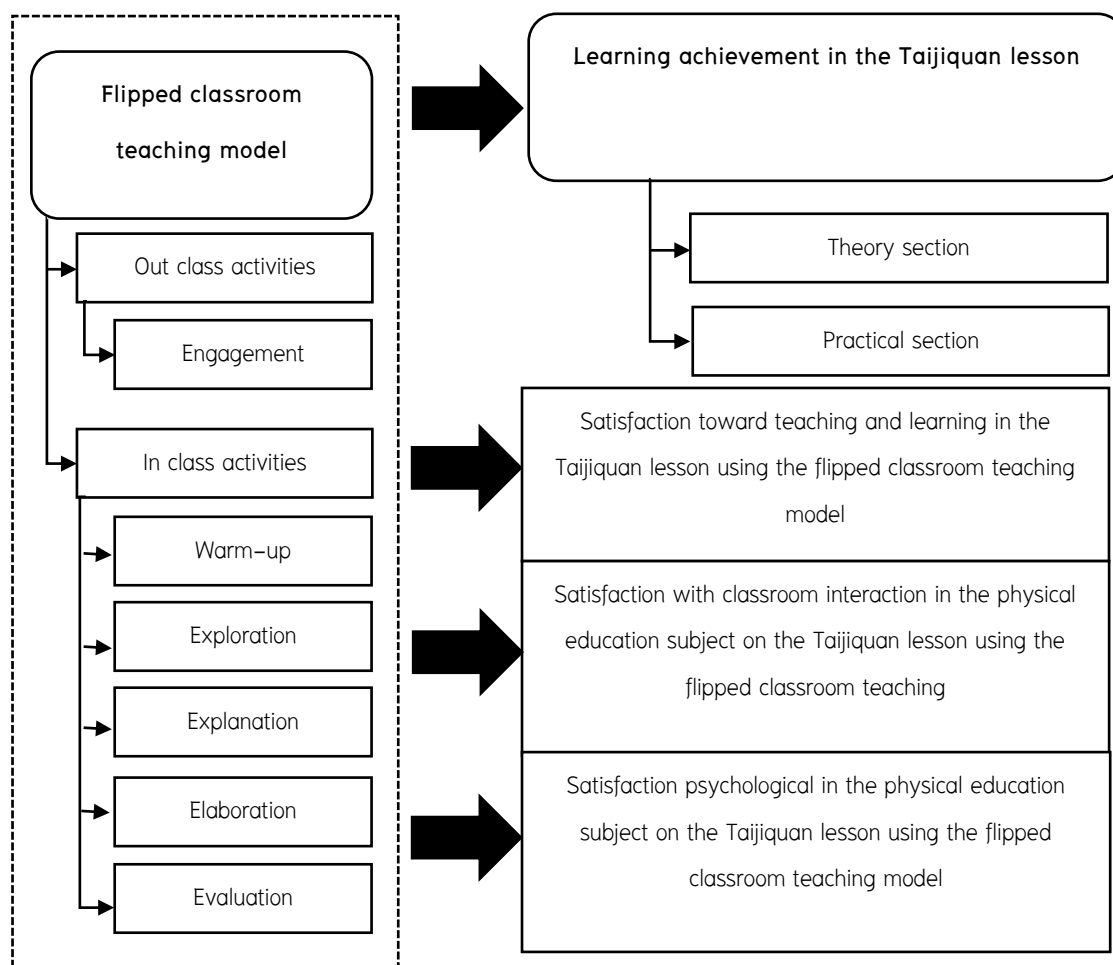 Flipped classroom
teaching model
Out class activities
Engagement
In class activities
Warm-up
Exploration
Explanation
Elaboration
Evaluation
Learning achievement in the Taijiquan lesson
Theory section
Practical section
Satisfaction toward teaching and learning in the
Taijiquan lesson using the flipped classroom teaching
model
Satisfaction with classroom interaction in the physical
education subject on the Taijiquan lesson using the
flipped classroom teaching
Satisfaction psychological in the physical education
subject on the Taijiquan lesson using the flipped
classroom teaching model